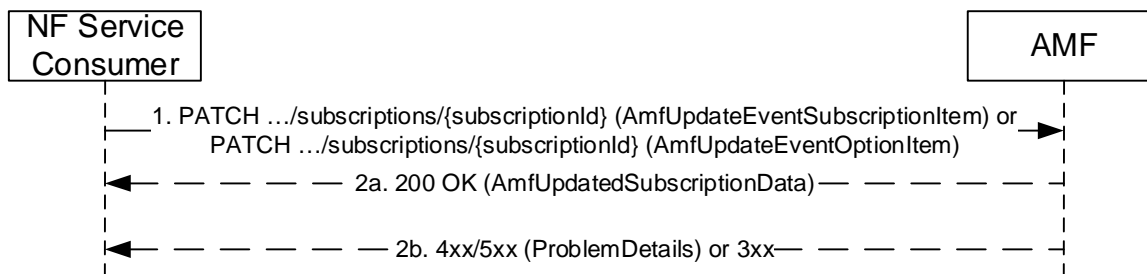 NF Service
Consumer
AMF
1. PATCH …/subscriptions/{subscriptionId} (AmfUpdateEventSubscriptionItem) or
PATCH …/subscriptions/{subscriptionId} (AmfUpdateEventOptionItem)
2a. 200 OK (AmfUpdatedSubscriptionData)
2b. 4xx/5xx (ProblemDetails) or 3xx